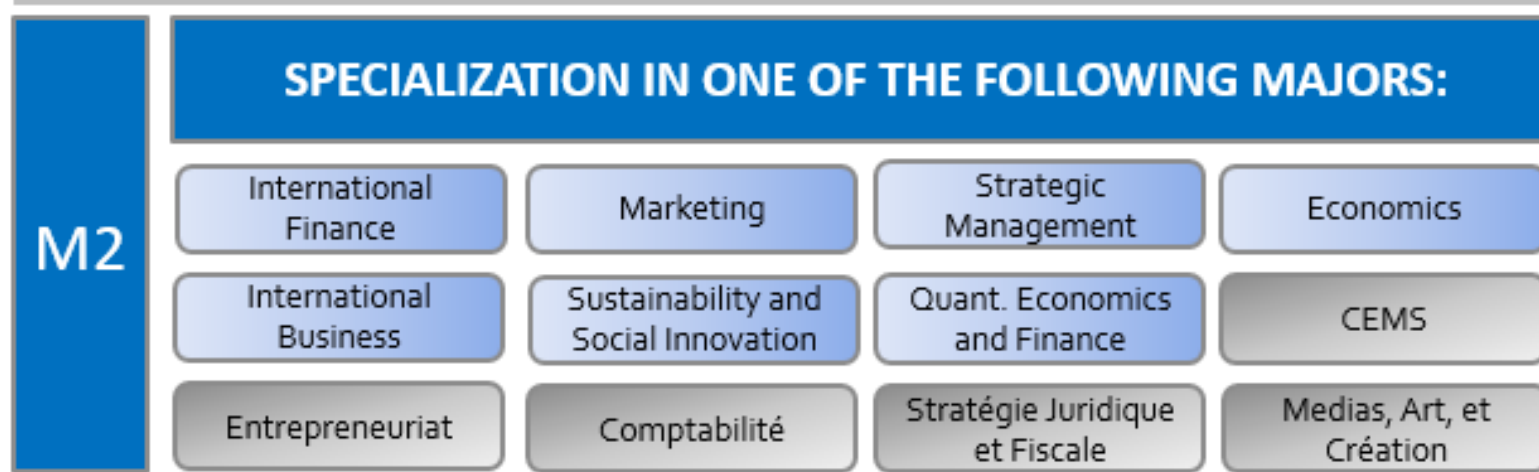 M2
SPECIALIZATION IN ONE OF THE FOLLOWING MAJORS:
International
Finance
Marketing
Strategic
Management
Economics
International
Business
Sustainability and
Social Innovation
Quant. Economics
and Finance
CEMS
Entrepreneuriat
Comptabilité
Stratégie Juridique
et Fiscale
Medias, Art, et
Création